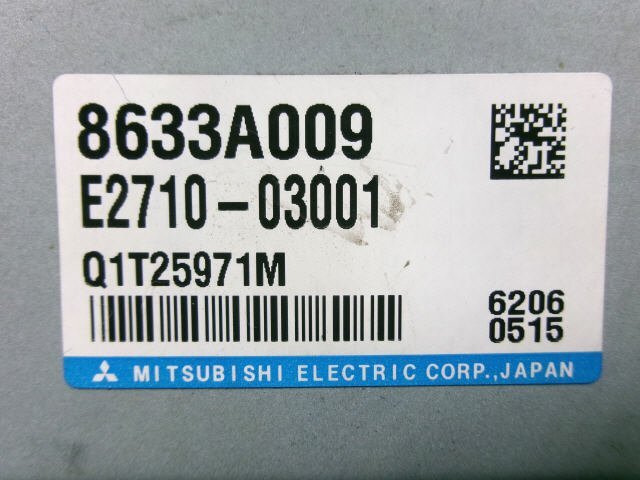 8633A009
E2710-03001
Q1T25971M
6206
0515
MITSUBISHI ELECTRIC CORP.,JAPAN